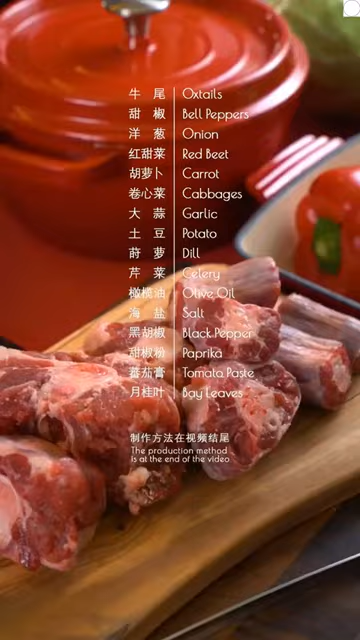 牛 尾 Oxtails
甜 椒 Bell Peppers
洋 葱 Onion
红甜菜 Red Beet
胡萝卜 Carrot
卷心菜 Cabbages
大 蒜 Garlic
土 豆 Potato
莳 萝 Dill
芹 菜 Celery
橄榄油 Olive Oil
海 盐 Salt
黑胡椒 Black Pepper
甜椒粉 Paprika
蕃茄膏 Tomata Paste
月桂叶 Bay Leaves
制作方法在视频结尾
The production method
is at the end of the video